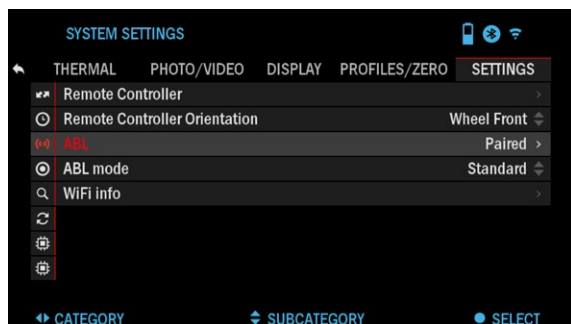 SYSTEM SETTINGS
THERMAL PHOTO/VIDEO DISPLAY PROFILES/ZERO SETTINGS
Remote Controller >
Remote Controller Orientation Wheel Front
ABL Paired >
ABL mode Standard
WiFi info >
CATEGORY SUBCATEGORY SELECT